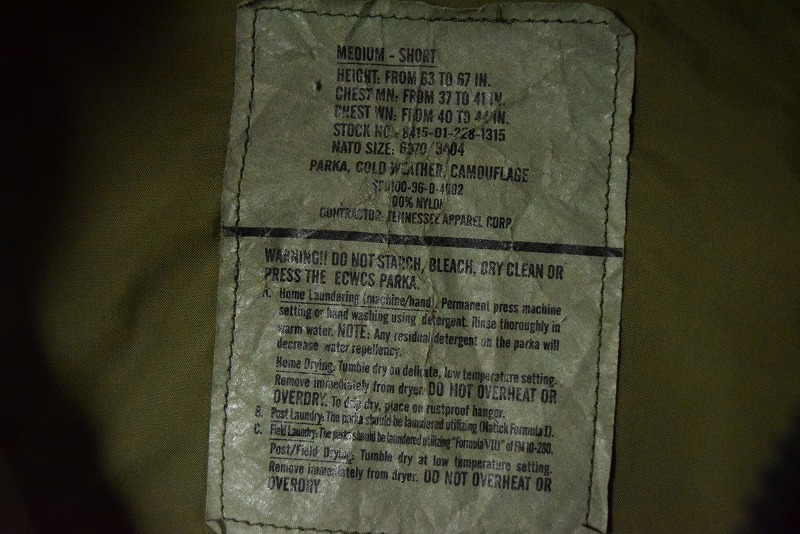 MEDIUM - SHORT
HEIGHT: FROM 63 TO 67 IN.
CHEST MN: FROM 37 TO 41 IN.
CHEST WN: FROM 40 TO 44 IN.
STOCK NO.: 8415-01-228-1315
NATO SIZE: 6070/9404
PARKA, COLD WEATHER, CAMOUFLAGE
SPO100-96-D-4002
100% NYLON
CONTRACTOR: TENNESSEE APPAREL CORP.
WARNING!! DO NOT STARCH, BLEACH, DRY CLEAN OR
PRESS THE ECWCS PARKA.
A. Home Laundering (machine/hand). Permanent press machine
setting or hand washing using detergent. Rinse thoroughly in
warm water. NOTE: Any residual detergent on the parka will
decrease water repellency.
Home Drying: Tumble dry on delicate, low temperature setting.
Remove immediately from dryer. DO NOT OVERHEAT OR
OVERDRY. To drip dry, place on rustproof hanger.
B. Post Laundry: The parka should be laundered utilizing (Natick Formula I).
C. Field Laundry: The parka should be laundered utilizing "Formula VIII" of FM 10-280.
Post/Field Drying: Tumble dry at low temperature setting.
Remove immediately from dryer. DO NOT OVERHEAT OR
OVERDRY.